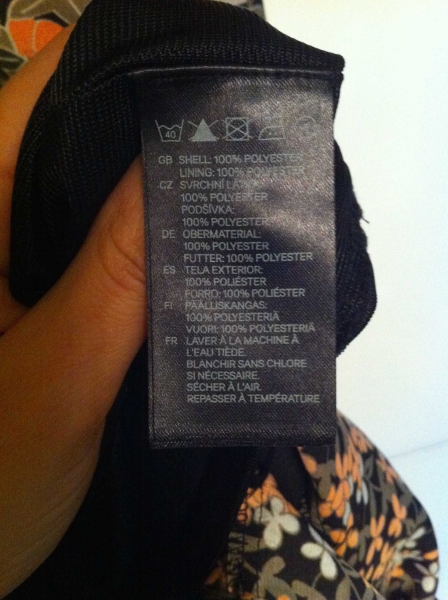 40
GB SHELL: 100% POLYESTER
LINING: 100% POLYESTER
CZ SVRCHNÍ LÁTKA:
100% POLYESTER
PODŠÍVKA:
100% POLYESTER
DE OBERMATERIAL:
100% POLYESTER
FUTTER: 100% POLYESTER
ES TELA EXTERIOR:
100% POLIÉSTER
FORRO: 100% POLIÉSTER
FI PÄÄLLISKANGAS:
100% POLYESTERIÄ
VUORI: 100% POLYESTERIÄ
FR LAVER À LA MACHINE À
L'EAU TIÈDE.
BLANCHIR SANS CHLORE
SI NÉCESSAIRE.
SÉCHER À L'AIR.
REPASSER À TEMPÉRATURE